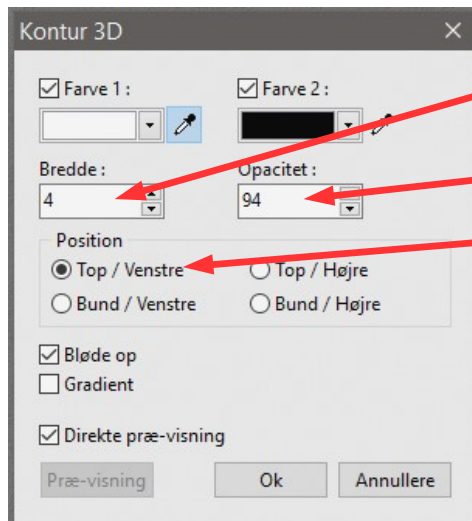 Kontur 3D
Farve 1 : Farve 2 :
Bredde : Opacitet :
4 94
Position
Top / Venstre Top / Højre
Bund / Venstre Bund / Højre
Bløde op
Gradient
Direkte præ-visning
Præ-visning Ok Annullere